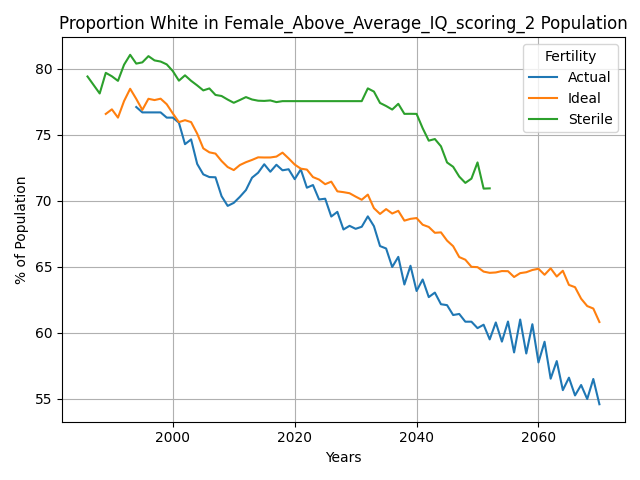 Proportion White in Female_Above_Average_IQ_scoring_2 Population
Fertility
Actual
Ideal
Sterile
% of Population
80
75
70
65
60
55
2000
2020
2040
2060
Years